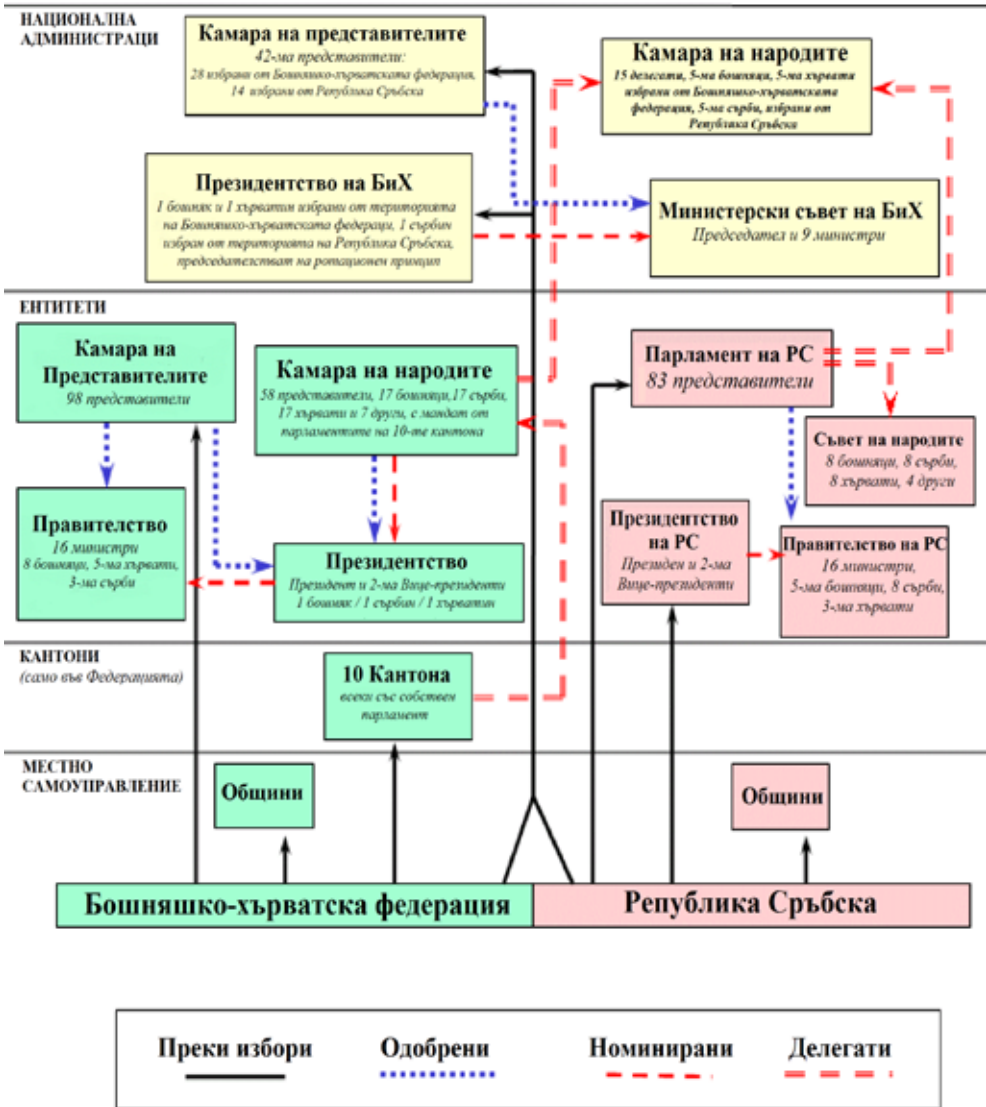 НАЦИОНАЛНА
АДМИНИСТРАЦИ
Камара на представителите
42-ма представители:
28 избрани от Бошняшко-хърватската федерация,
14 избрани от Република Сръбска
Камара на народите
15 делегати, 5-ма бошняци, 5-ма хървати
избрани от Бошняшко-хърватската
федерация, 5-ма сърби, избрани от
Република Сръбска
Президентство на БиХ
1 бошняк и 1 хърватин избрани от територията
на Бошняшко-хърватската федераци, 1 сърбин
избран от територията на Република Сръбска,
председателстват на ротационен принцип
Министерски съвет на БиХ
Председател и 9 министри
ЕНТИТЕТИ
Камара на
Представителите
98 представители
Камара на народите
58 представители, 17 бошняци,17 сърби,
17 хървати и 7 други, с мандат от
парламентите на 10-те кантона
Парламент на РС
83 представители
Съвет на народите
8 бошняци, 8 сърби,
8 хървати, 4 други
Правителство
16 министри
8 бошняци, 5-ма хървати,
3-ма сърби
Президентство
Президент и 2-ма Вице-президенти
1 бошняк / 1 сърбин / 1 хърватин
Президентство
на РС
Президен и 2-ма
Вице-президенти
Правителство на РС
16 министри,
5-ма бошняци, 8 сърби,
3-ма хървати
КАНТОНИ
(само във Федерацията)
10 Кантона
всеки със собствен
парламент
МЕСТНО
САМОУПРАВЛЕНИЕ
Общини
Общини
Бошняшко-хърватска федерация
Република Сръбска
Преки избори
Одобрени
Номинирани
Делегати